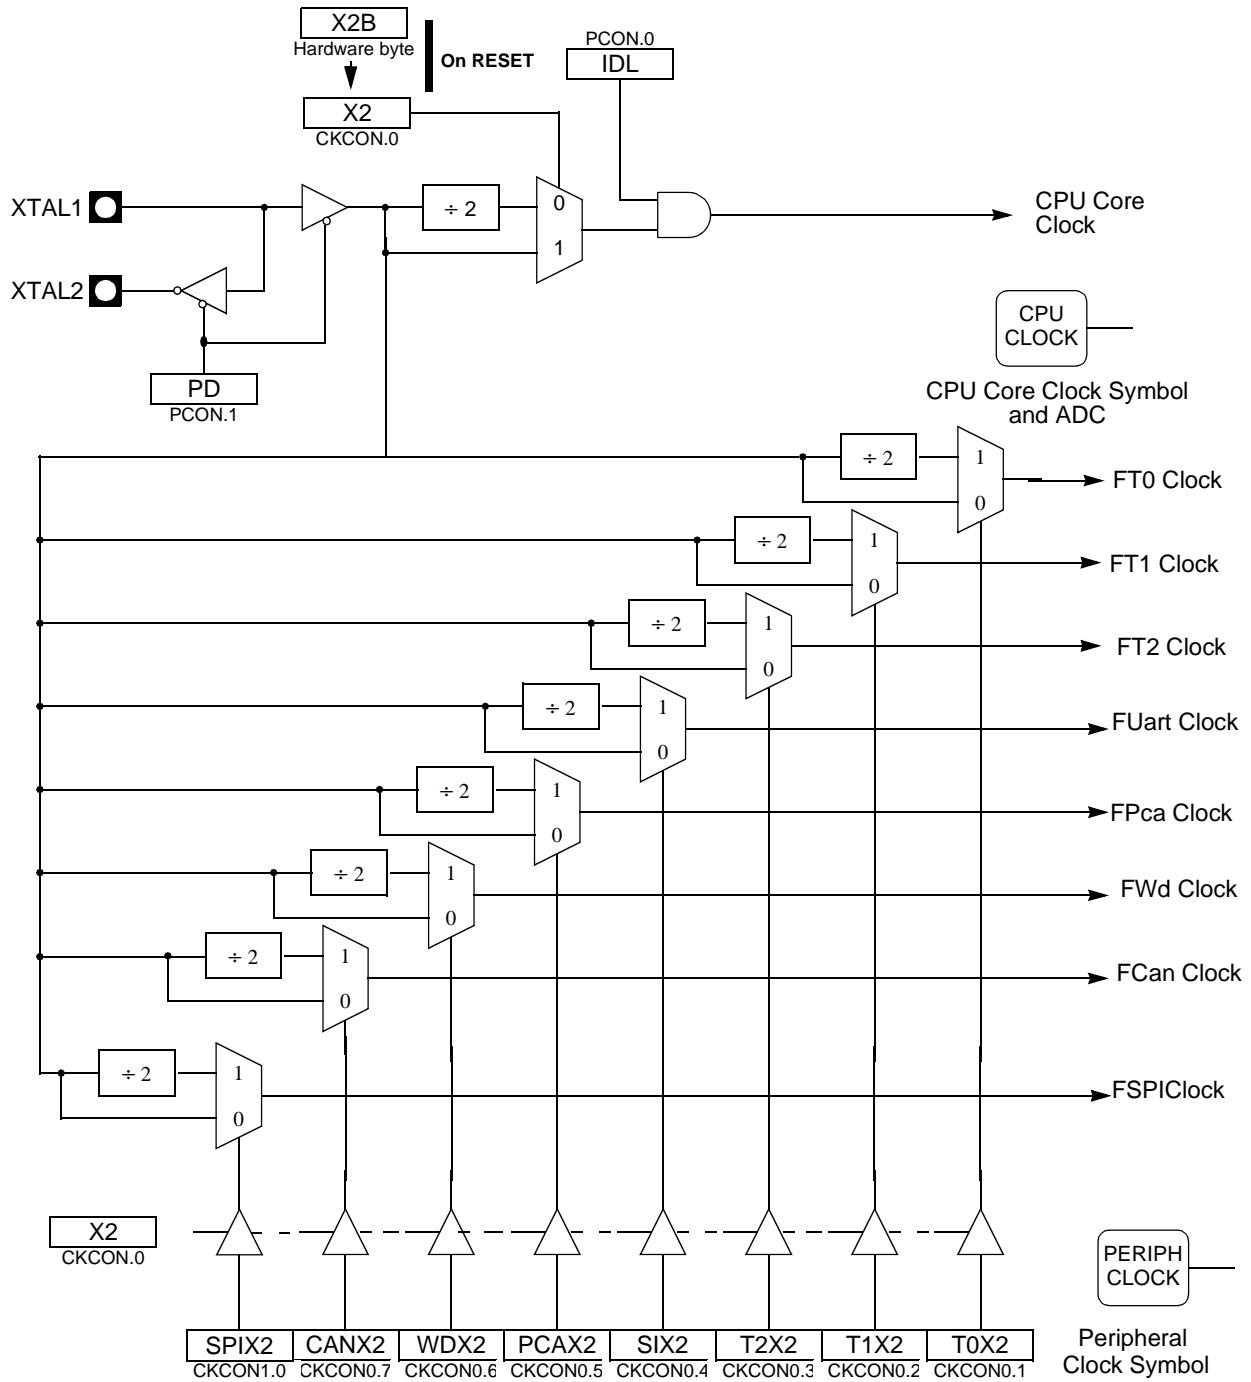 X2B
Hardware byte
On RESET
X2
CKCON.0
PCON.0
IDL
XTAL1
÷ 2
0
1
CPU Core
Clock
XTAL2
PD
PCON.1
CPU
CLOCK
CPU Core Clock Symbol
and ADC
÷ 2
1
0
FT0 Clock
÷ 2
1
0
FT1 Clock
÷ 2
1
0
FT2 Clock
÷ 2
1
0
FUart Clock
÷ 2
1
0
FPca Clock
÷ 2
1
0
FWd Clock
÷ 2
1
0
FCan Clock
÷ 2
1
0
FSPIClock
X2
CKCON.0
PERIPH
CLOCK
Peripheral
Clock Symbol
SPIX2 CANX2 WDX2 PCAX2 SIX2 T2X2 T1X2 T0X2
CKCON1.0 CKCON0.7 CKCON0.6 CKCON0.5 CKCON0.4 CKCON0.3 CKCON0.2 CKCON0.1